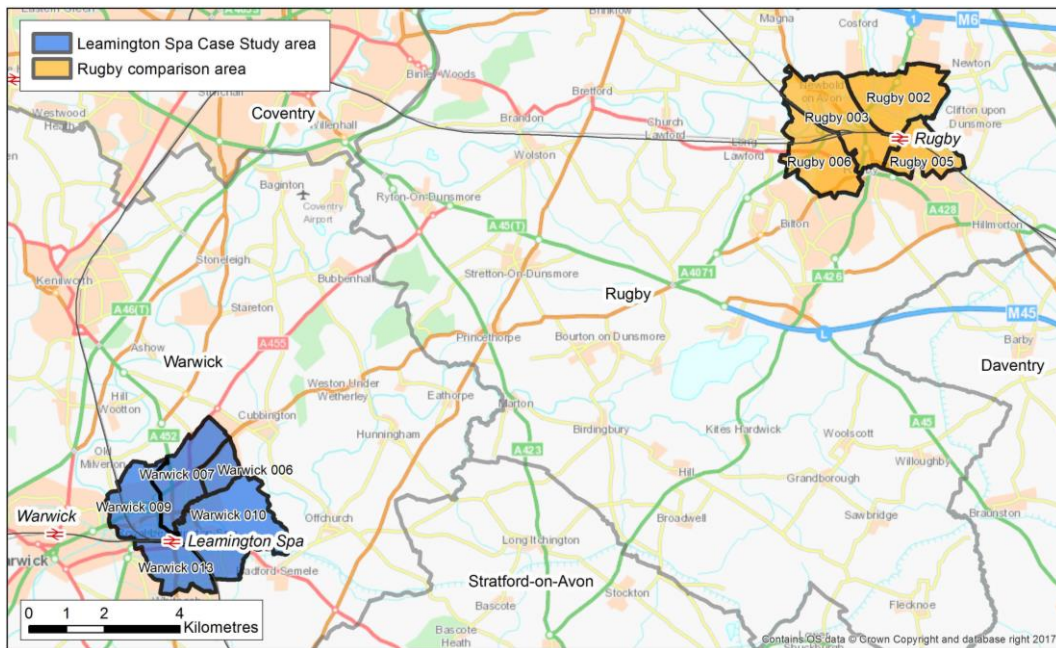 Leamington Spa Case Study area
Rugby comparison area
Magna
Cosford
1
M6
Newton
Binley Woods
Bretford
Brandon
Church
Lawford
Newbold
on Avon
Rugby 002
Rugby 003
Clifton upon
Dunsmore
Rugby
Long
Lawford
Rugby 006
Rugby 005
Westwood
Heath
Coventry
Willenhall
Wolston
Baginton
Coventry
Airport
Ryton-On-Dunsmore
A45(T)
Bilton
A428
Hillmorton
Kenilworth
Stoneleigh
Stareton
Bubbenhall
Stretton-On-Dunsmore
A4071
A426
A46(T)
Rugby
M45
Ashow
A455
Princethorpe
Bourton on Dunsmore
L
Barby
Warwick
Daventry
Hill
Wootton
Weston Under
Wetherley
Eathorpe
Marton
Cubbington
A45
A452
Hunningham
Birdingbury
Kites Hardwick
Woolscott
Old
Milverton
A423
Willoughby
Warwick 007
Warwick 006
Hill
Grandborough
Warwick 009
Warwick 010
Offchurch
Broadwell
Sawbridge
Braunston
Warwick
Leamington Spa
Long Itchington
Warwick 013
Radford-Semele
Stratford-on-Avon
Stockton
Flecknoe
Bascote
Bascote
Heath
0 1 2 4
Kilometres
Contains OS data © Crown Copyright and database right 2017